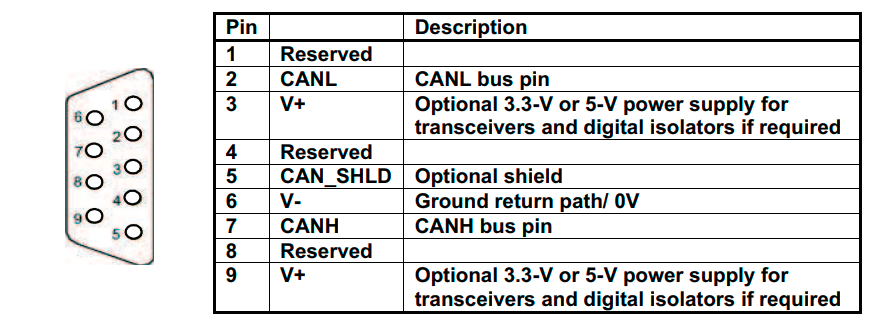 6 1
2
7
3
8
4
9
5
Pin Description
1 Reserved
2 CANL CANL bus pin
3 V+ Optional 3.3-V or 5-V power supply for
transceivers and digital isolators if required
4 Reserved
5 CAN_SHLD Optional shield
6 V- Ground return path/ 0V
7 CANH CANH bus pin
8 Reserved
9 V+ Optional 3.3-V or 5-V power supply for
transceivers and digital isolators if required